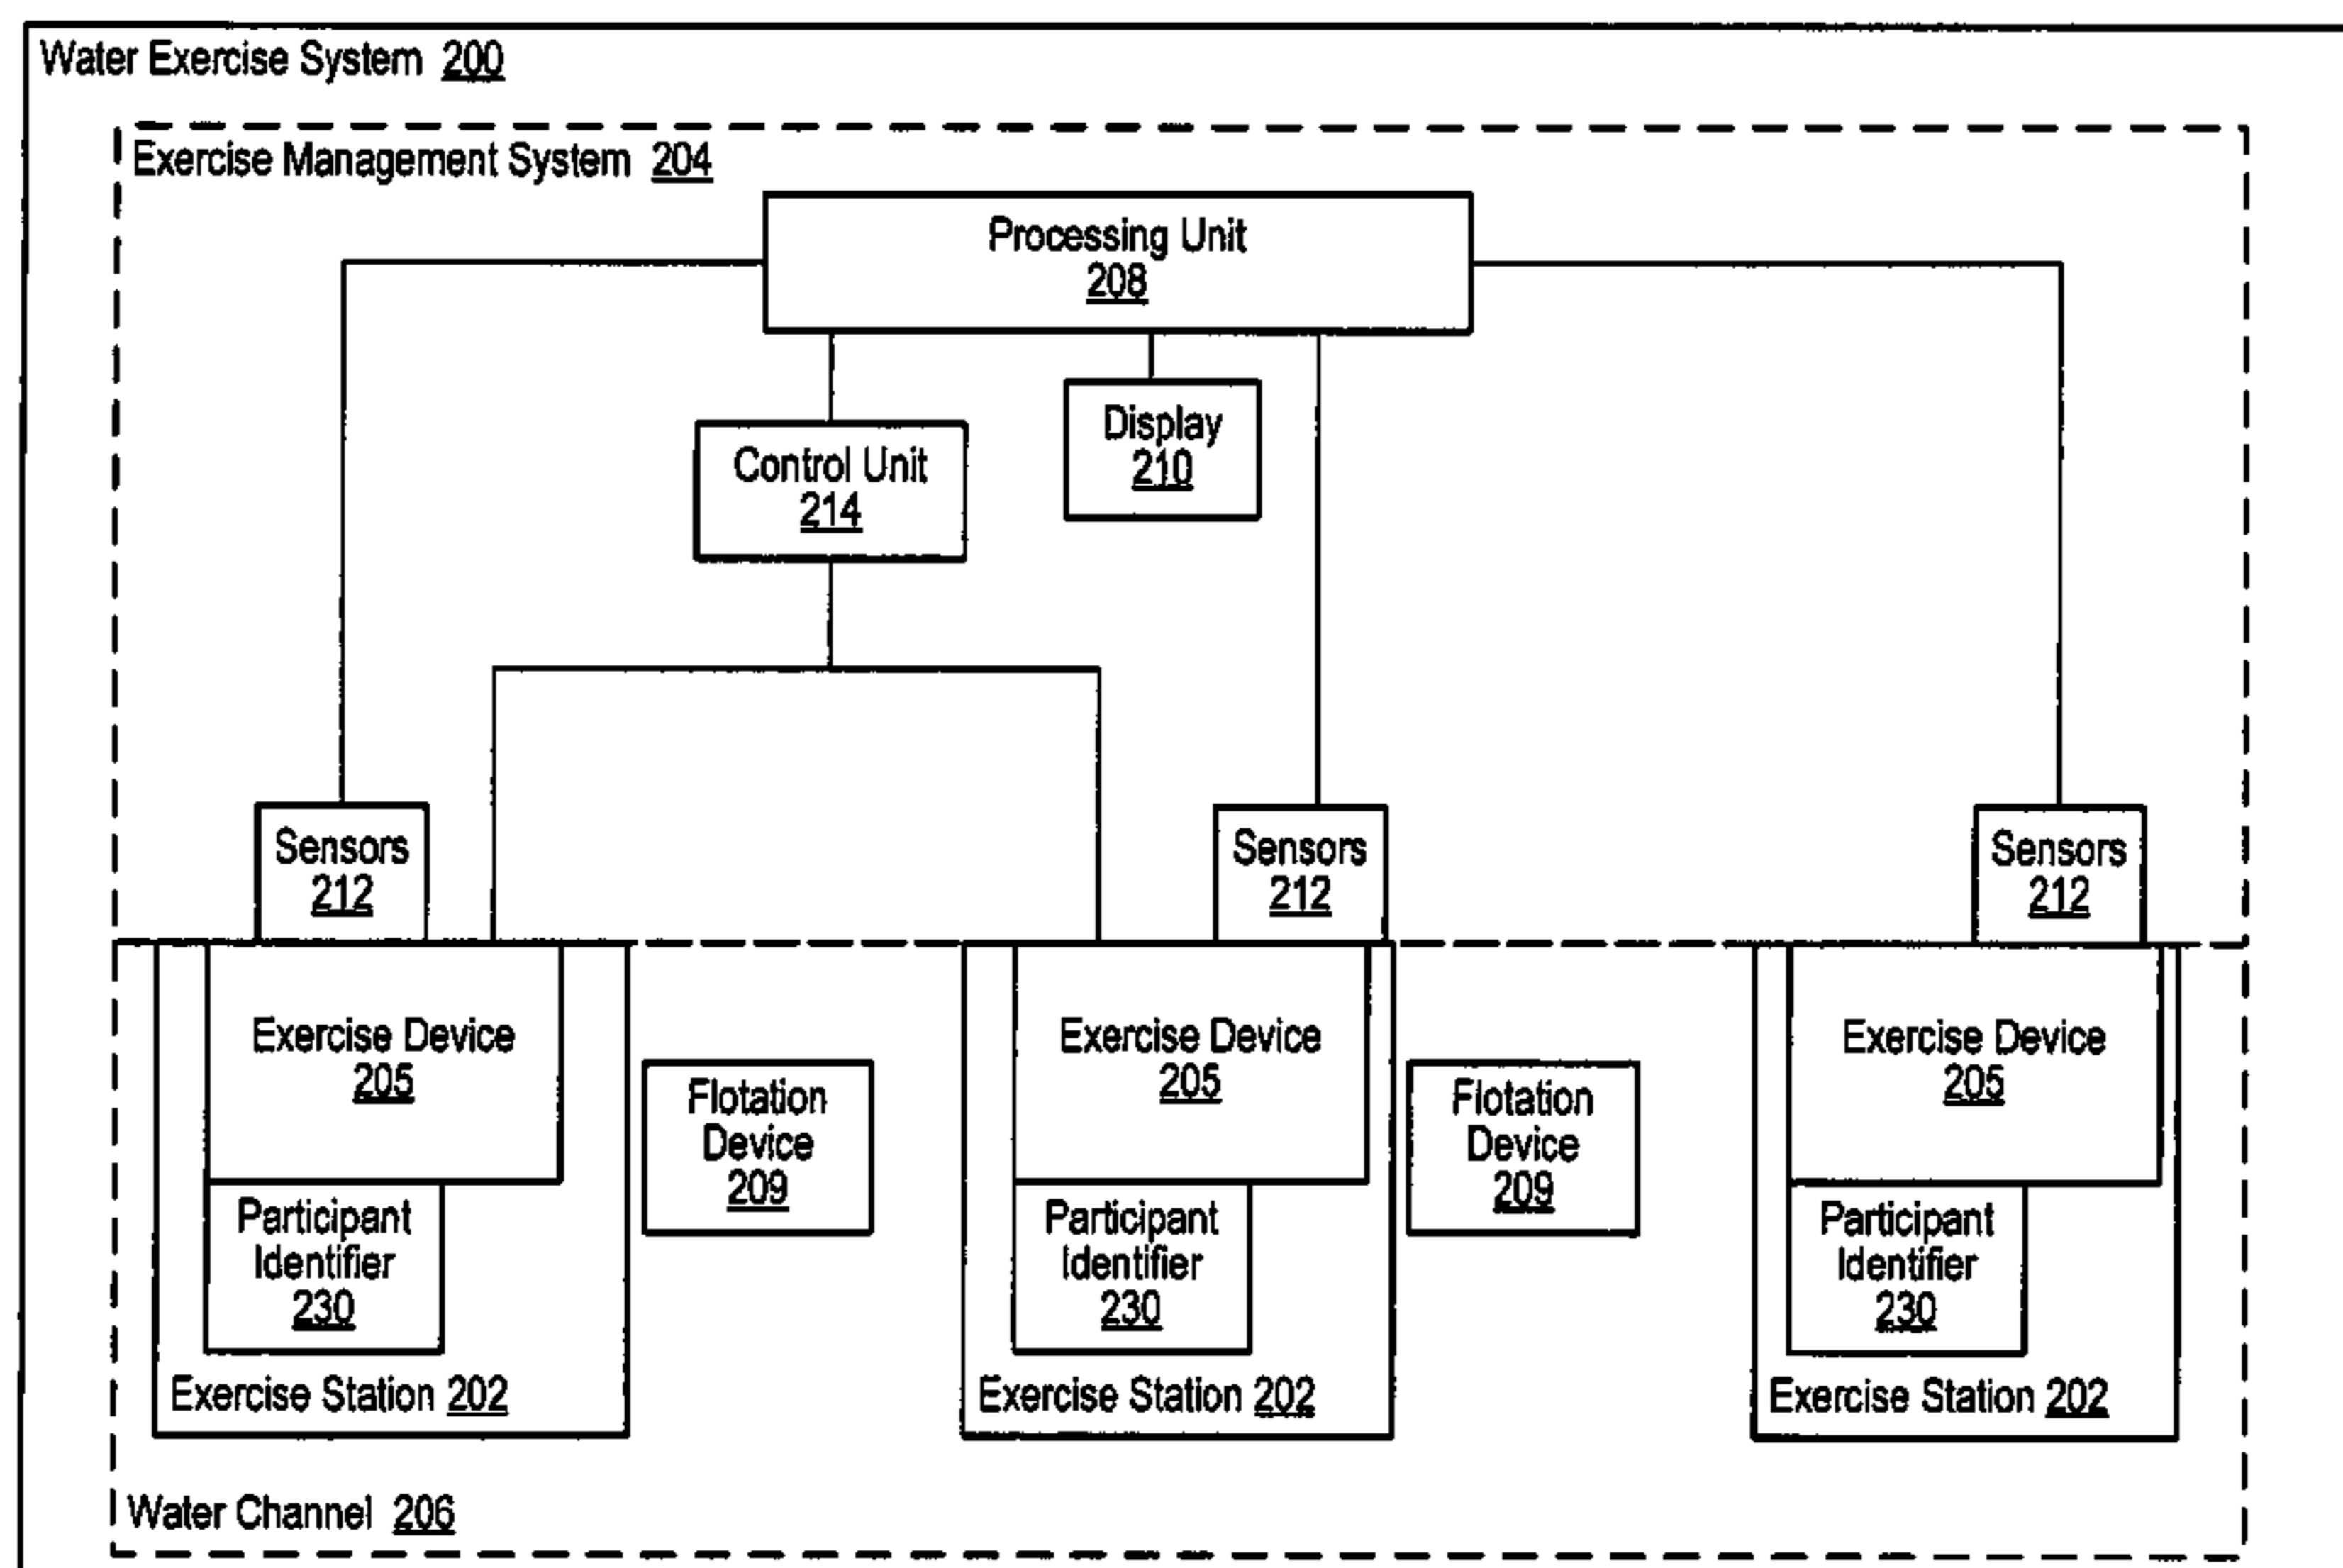 Water Exercise System 200
Exercise Management System 204
Processing Unit
208
Control Unit
214
Display
210
Sensors
212
Sensors
212
Sensors
212
Exercise Device
205
Participant
Identifier
230
Exercise Station 202
Flotation
Device
209
Exercise Device
205
Participant
Identifier
230
Exercise Station 202
Flotation
Device
209
Exercise Device
205
Participant
Identifier
230
Exercise Station 202
Water Channel 206